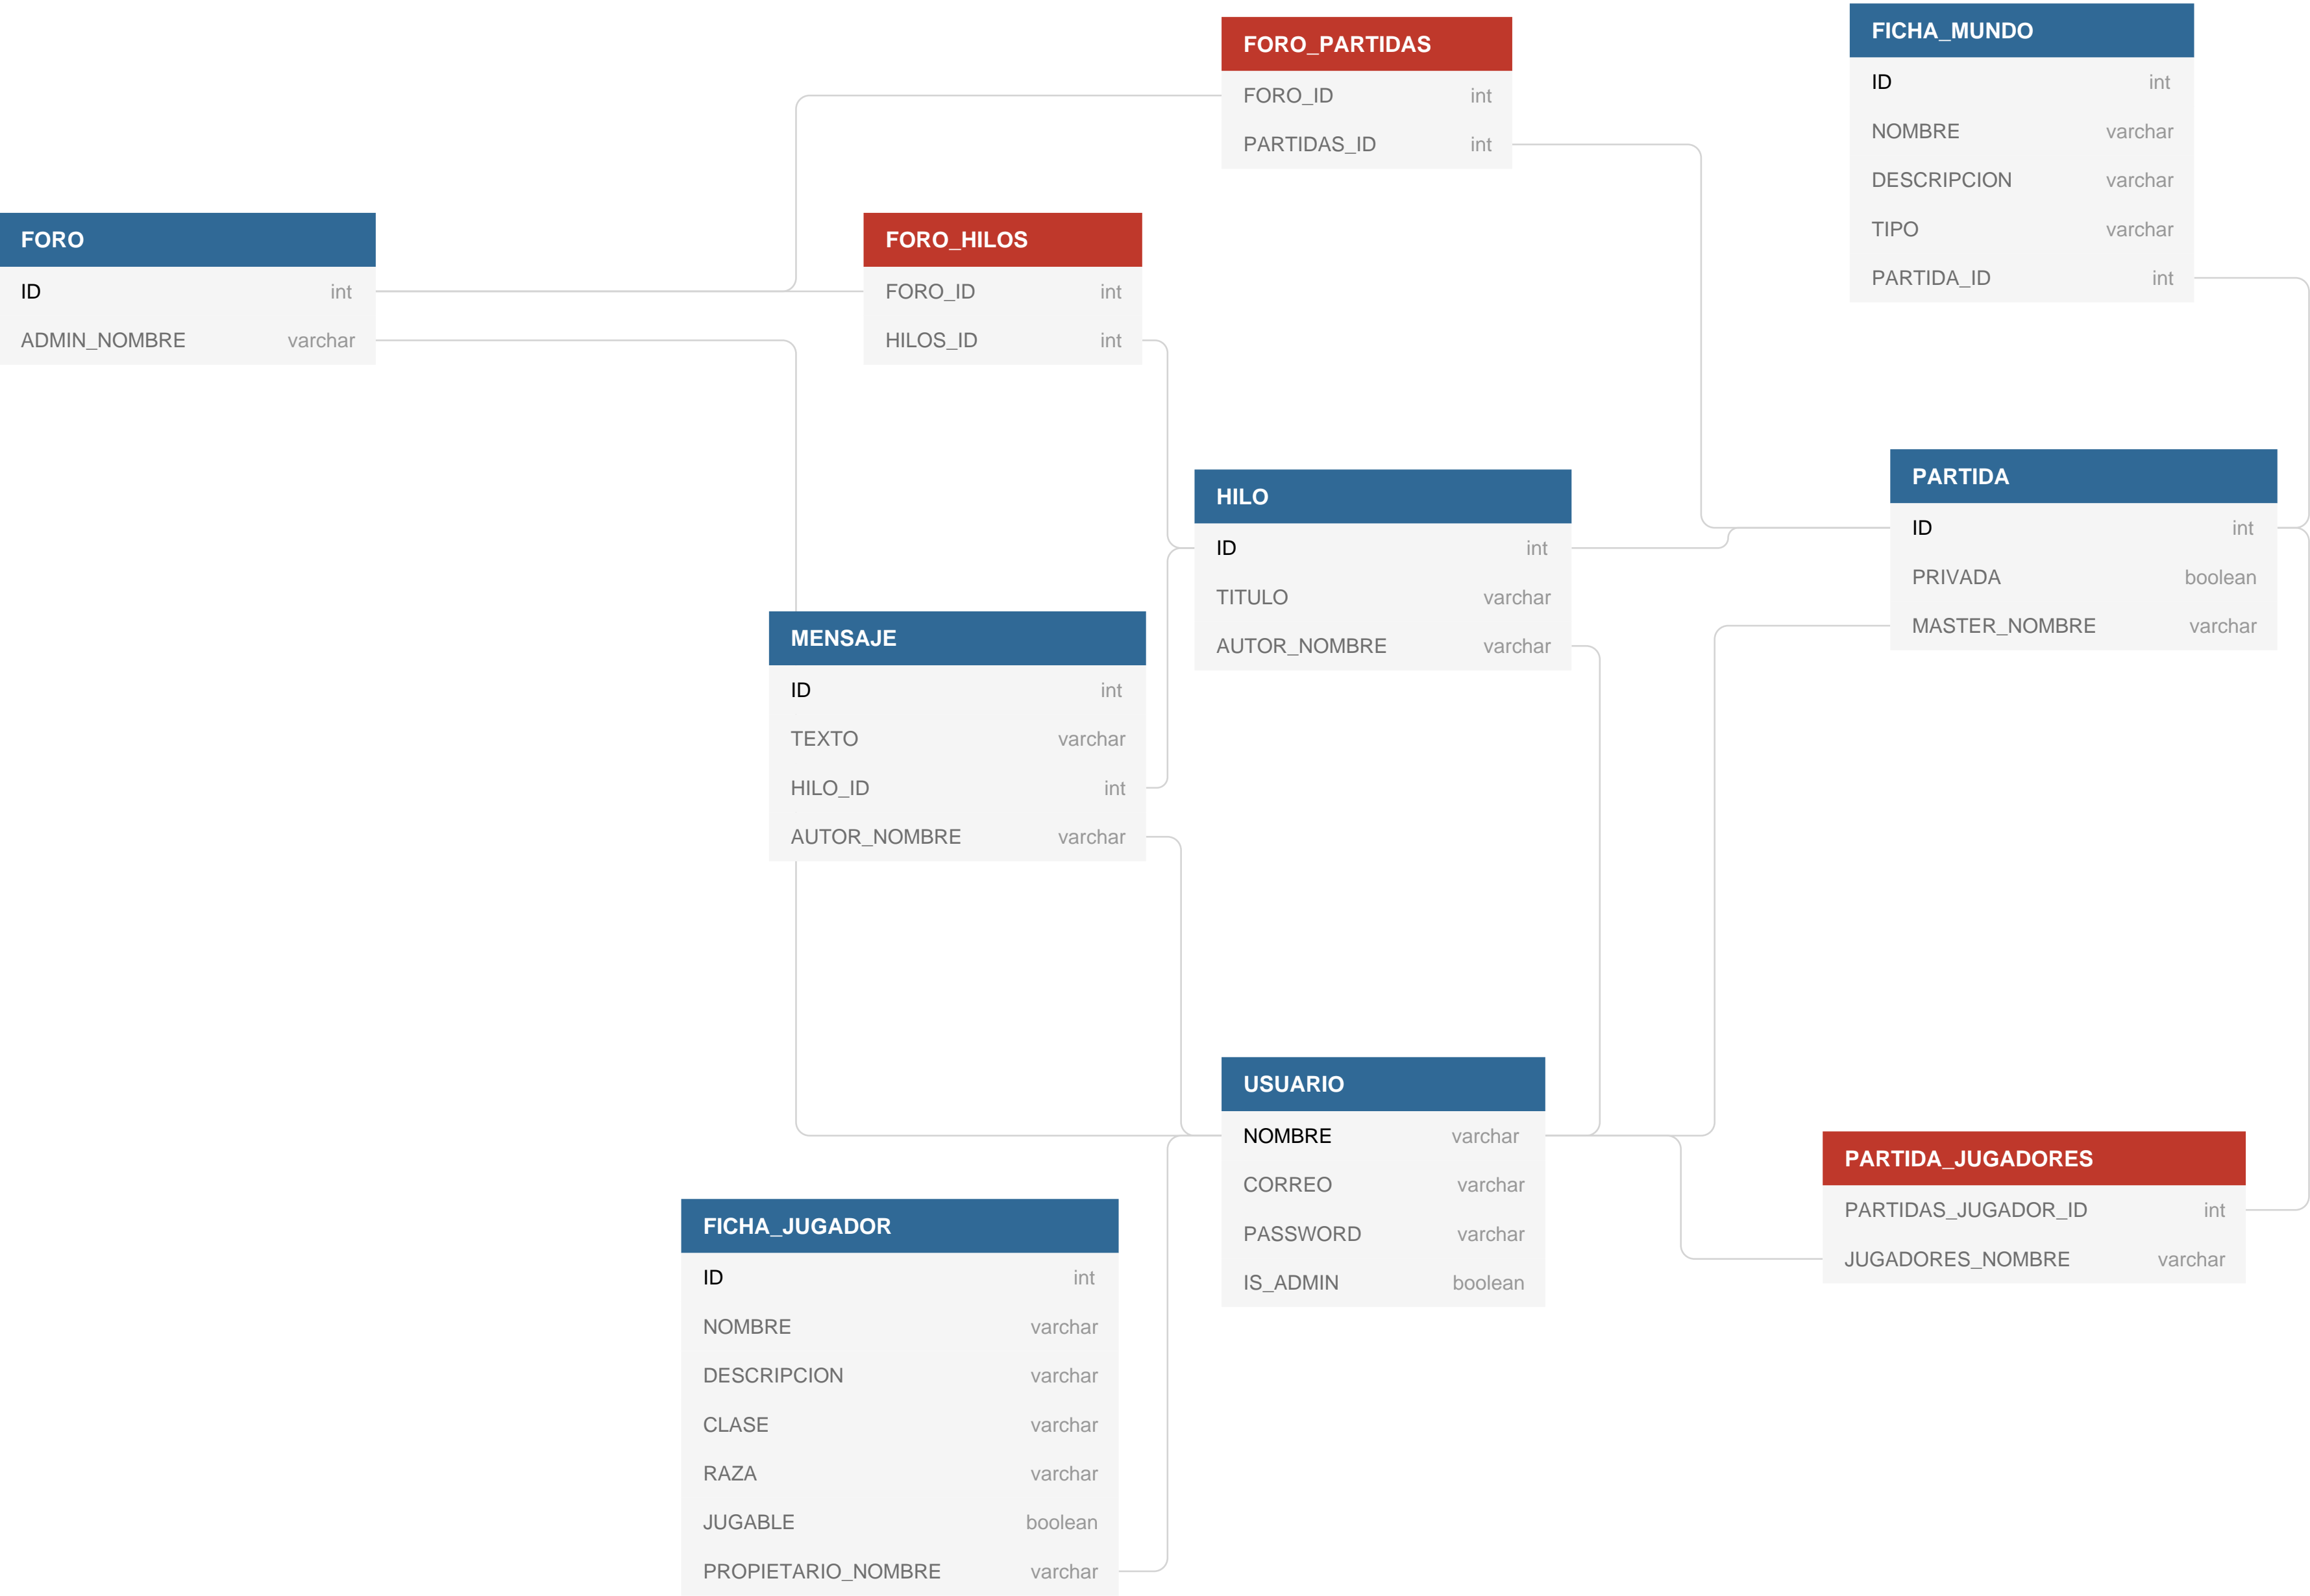 FORO_PARTIDAS
FORO_ID int
PARTIDAS_ID int
FICHA_MUNDO
ID int
NOMBRE varchar
DESCRIPCION varchar
TIPO varchar
PARTIDA_ID int
FORO
ID int
ADMIN_NOMBRE varchar
FORO_HILOS
FORO_ID int
HILOS_ID int
HILO
ID int
TITULO varchar
AUTOR_NOMBRE varchar
PARTIDA
ID int
PRIVADA boolean
MASTER_NOMBRE varchar
MENSAJE
ID int
TEXTO varchar
HILO_ID int
AUTOR_NOMBRE varchar
USUARIO
NOMBRE varchar
CORREO varchar
PASSWORD varchar
IS_ADMIN boolean
PARTIDA_JUGADORES
PARTIDAS_JUGADOR_ID int
JUGADORES_NOMBRE varchar
FICHA_JUGADOR
ID int
NOMBRE varchar
DESCRIPCION varchar
CLASE varchar
RAZA varchar
JUGABLE boolean
PROPIETARIO_NOMBRE varchar